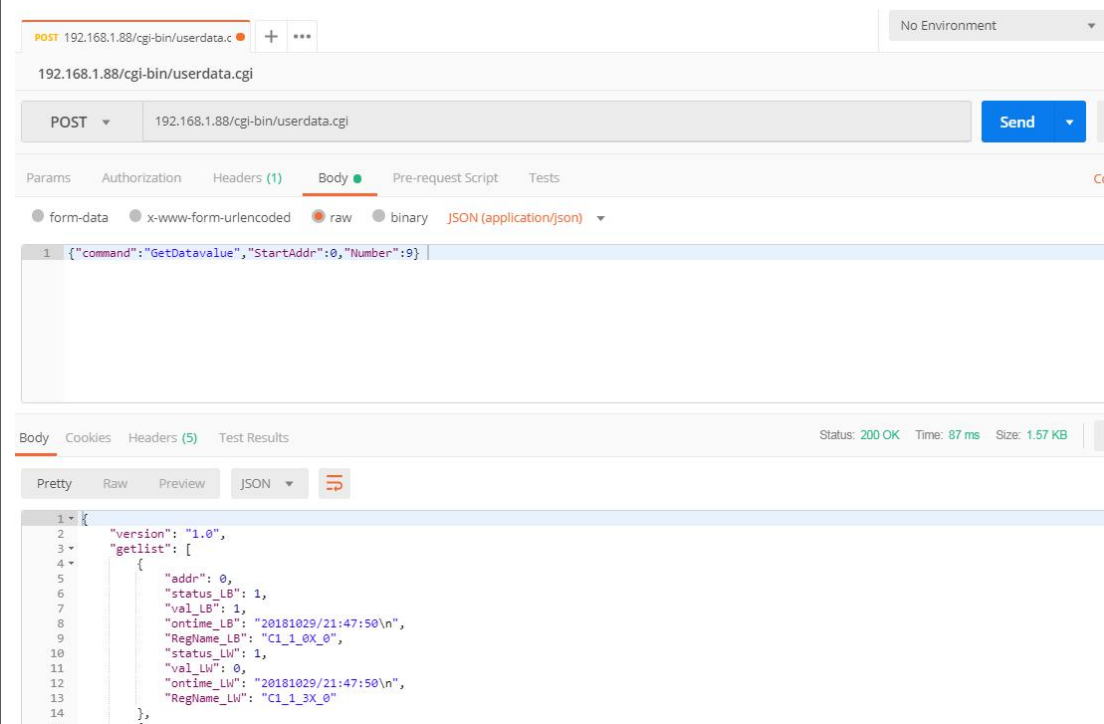 POST 192.168.1.88/cgi-bin/userdata.c + ••• No Environment
192.168.1.88/cgi-bin/userdata.cgi
POST 192.168.1.88/cgi-bin/userdata.cgi Send
Params Authorization Headers (1) Body Pre-request Script Tests
form-data x-www-form-urlencoded raw binary JSON (application/json)
1 {"command":"GetDatavalue","StartAddr":0,"Number":9}
Body Cookies Headers (5) Test Results Status: 200 OK Time: 87 ms Size: 1.57 KB
Pretty Raw Preview JSON
1 {
2 "version": "1.0",
3 "getlist": [
4 {
5 "addr": 0,
6 "status_LB": 1,
7 "val_LB": 1,
8 "ontime_LB": "20181029/21:47:50\n",
9 "RegName_LB": "C1_1_0X_0",
10 "status_LW": 1,
11 "val_LW": 0,
12 "ontime_LW": "20181029/21:47:50\n",
13 "RegName_LW": "C1_1_3X_0"
14 },